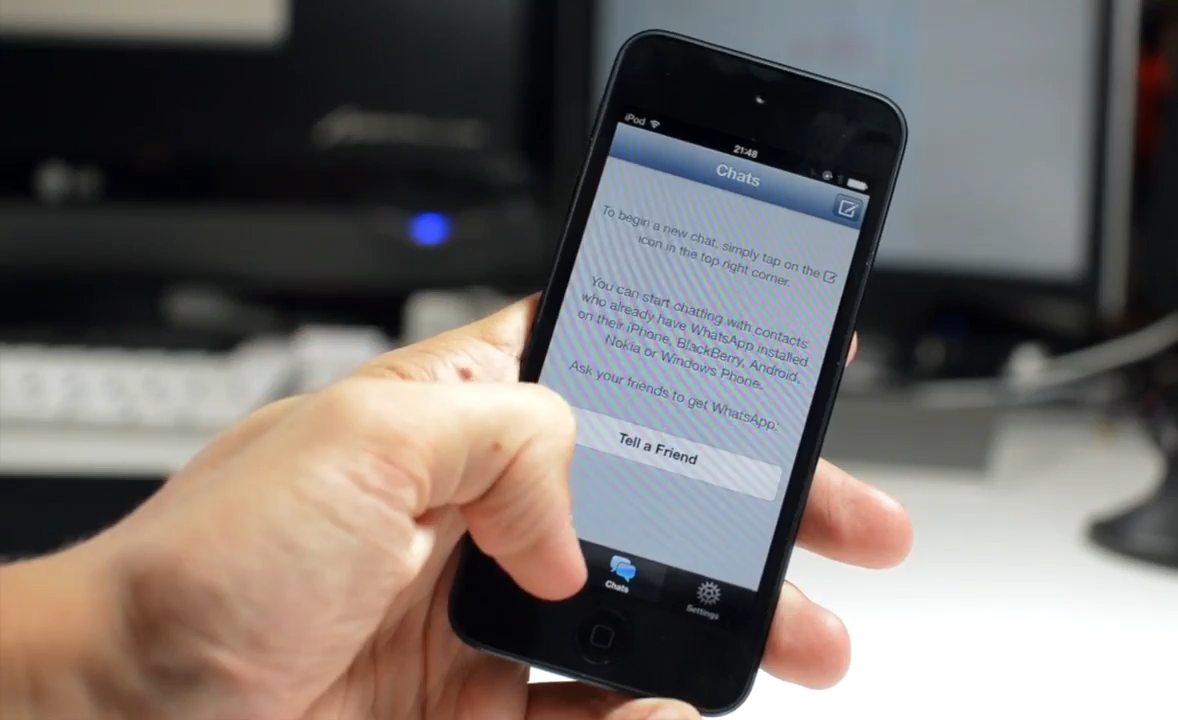 iPod
21:48
Chats
To begin a new chat, simply tap on the
icon in the top right corner.
You can start chatting with contacts
who already have WhatsApp installed
on their iPhone, BlackBerry, Android,
Nokia or Windows Phone.
Ask your friends to get WhatsApp:
Tell a Friend
Chats
Settings
LG